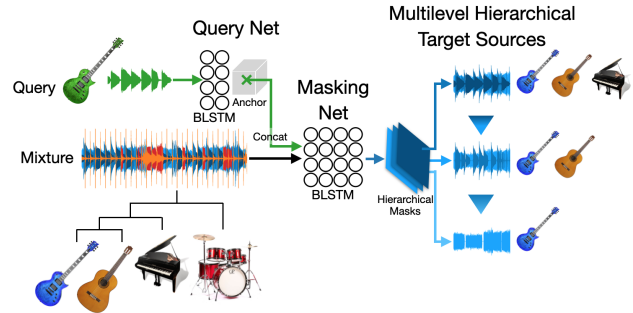 Query Net
Multilevel Hierarchical
Target Sources
Query
BLSTM
Anchor
Masking
Net
Concat
Mixture
BLSTM
Hierarchical
Masks